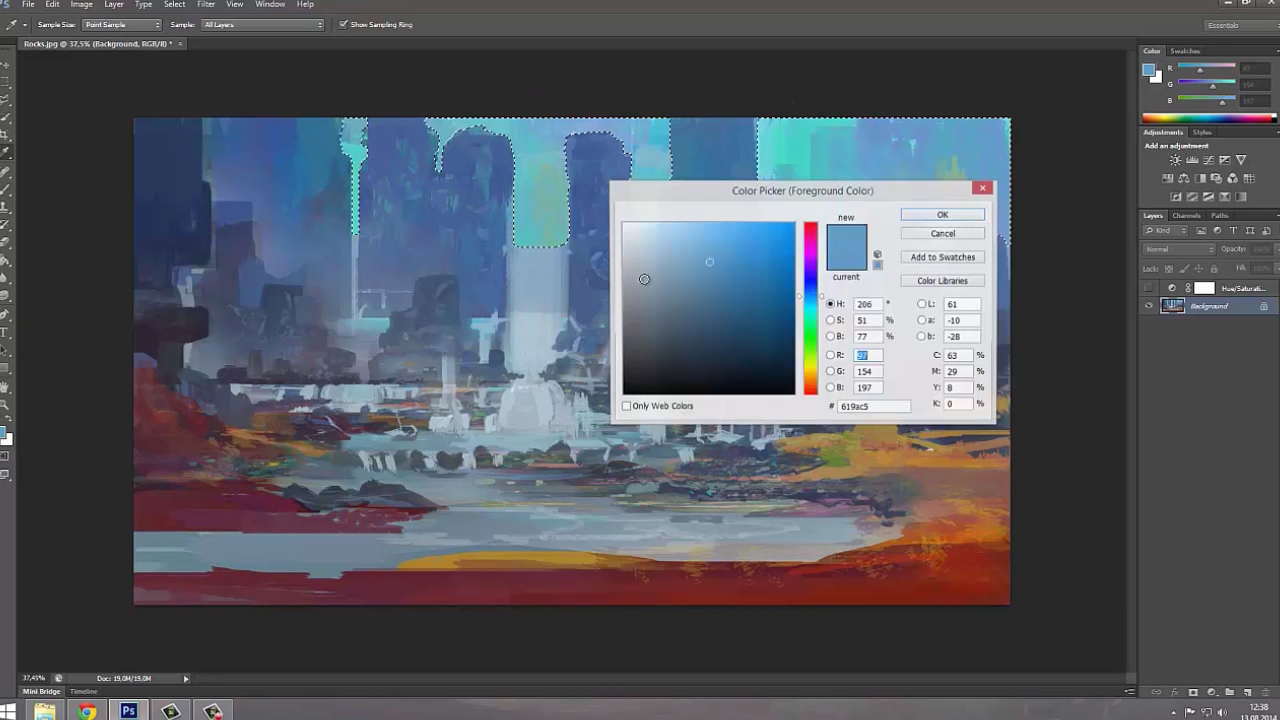 File Edit Image Layer Type Select Filter View Window Help
Sample Size: Point Sample Sample: All Layers Show Sampling Ring Essentials
Rocks.jpg @ 37,5% (Background, RGB/8) * ×
Color Swatches
R
G 154
B 197
Adjustments Styles
Add an adjustment
Layers Channels Paths
Kind
Normal Opacity:
Lock: Fill:
Hue/Saturati...
Background
Color Picker (Foreground Color)
new
current
OK
Cancel
Add to Swatches
Color Libraries
H: 206 °
S: 51 %
B: 77 %
R: 97
G: 154
B: 197
# 619ac5
L: 61
a: -10
b: -28
C: 63 %
M: 29 %
Y: 8 %
K: 0 %
Only Web Colors
37,45% Doc: 19,0M/19,0M
Mini Bridge Timeline
Ps
12:38
13.08.2014